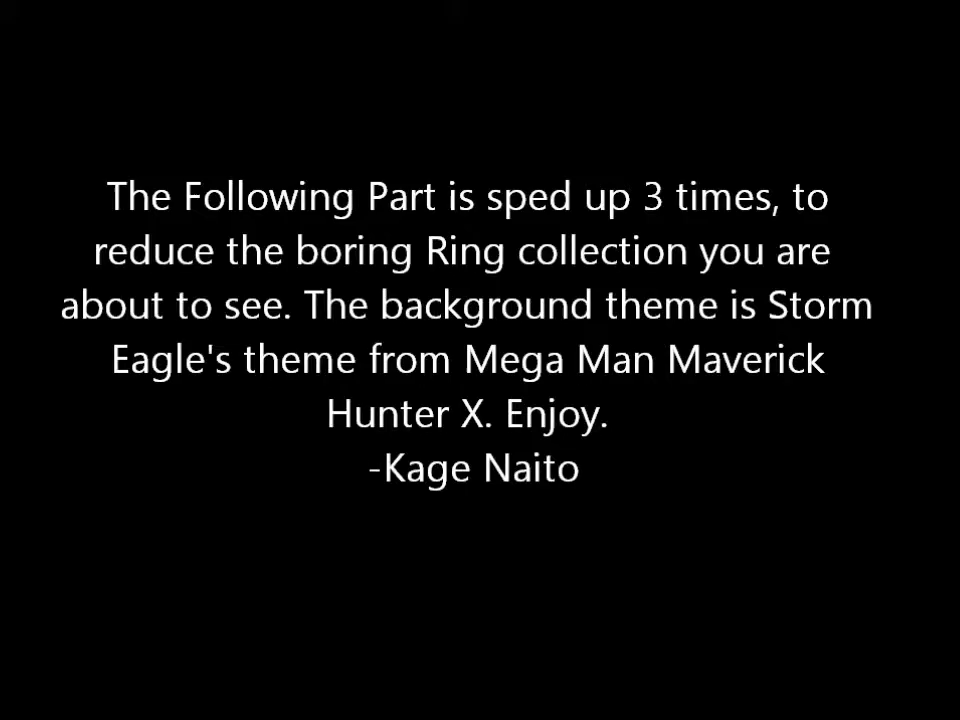 The Following Part is sped up 3 times, to
reduce the boring Ring collection you are
about to see. The background theme is Storm
Eagle's theme from Mega Man Maverick
Hunter X. Enjoy.
-Kage Naito